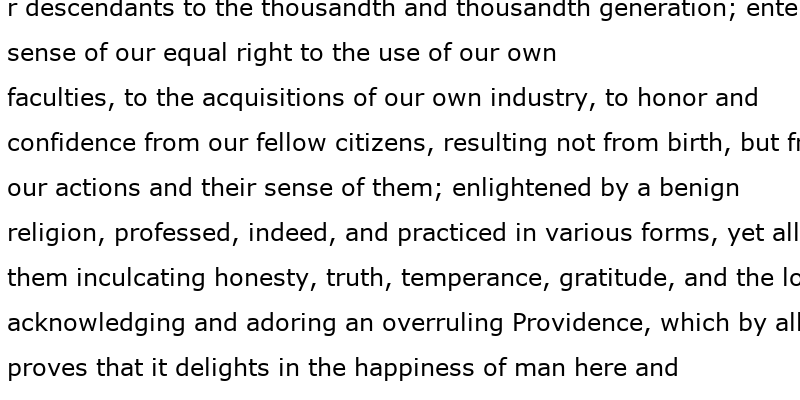 r descendants to the thousandth and thousandth generation;
sense of our equal right to the use of our own
faculties, to the acquisitions of our own industry, to honor and
confidence from our fellow citizens, resulting not from birth, but
our actions and their sense of them; enlightened by a benign
religion, professed, indeed, and practiced in various forms, yet all
them inculcating honesty, truth, temperance, gratitude, and the
acknowledging and adoring an overruling Providence, which by all
proves that it delights in the happiness of man here and